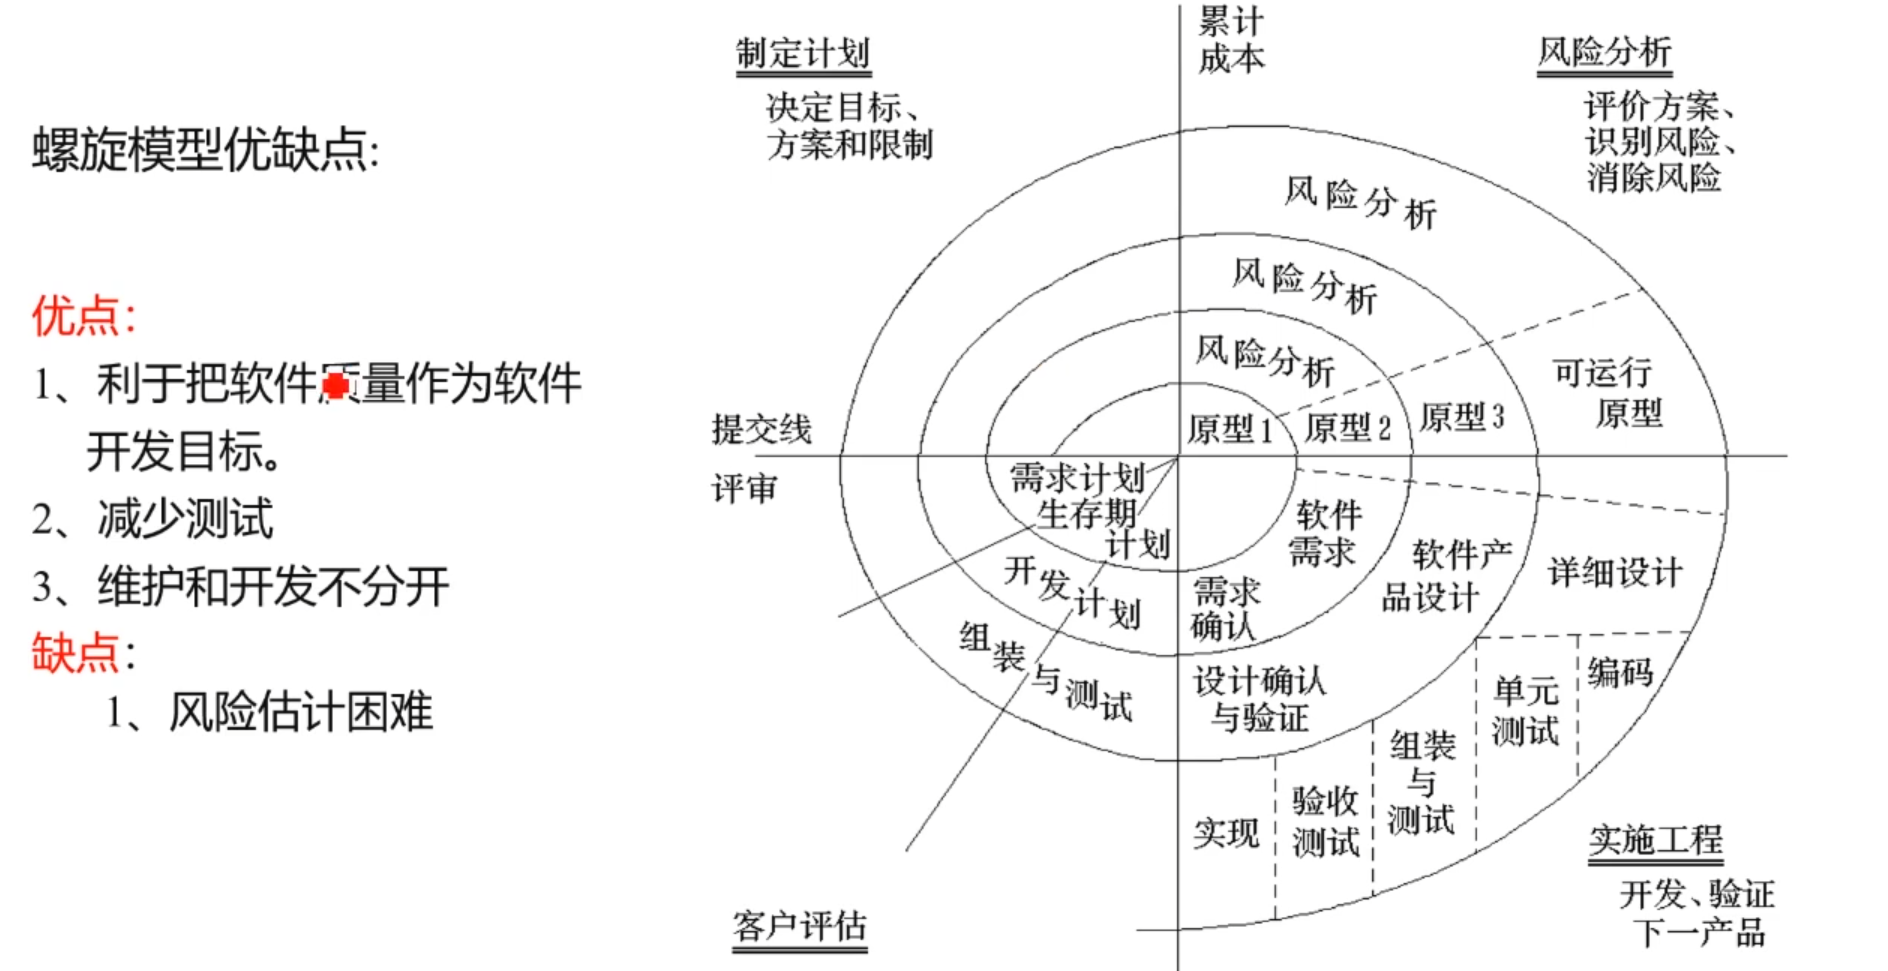 螺旋模型优缺点:
优点:
1、利于把软件质量作为软件
开发目标。
2、减少测试
3、维护和开发不分开
缺点:
1、风险估计困难
累计
成本
制定计划
决定目标、
方案和限制
风险分析
评价方案、
识别风险、
消除风险
风险分析
风险分析
风险分析
可运行
原型
原型1
原型2
原型3
提交线
评审
需求计划
生存期
计划
开发计划
组装与测试
软件
需求
需求
确认
软件产
品设计
设计确认
与验证
详细设计
编码
单元
测试
组装
与
测试
验收
测试
实现
实施工程
开发、验证
下一产品
客户评估